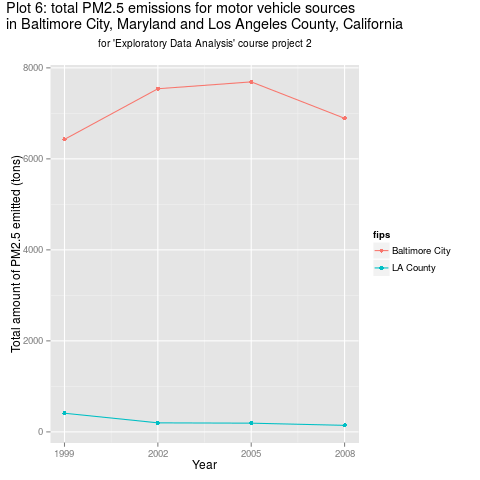 Plot 6: total PM2.5 emissions for motor vehicle sources
in Baltimore City, Maryland and Los Angeles County, California
for 'Exploratory Data Analysis' course project 2
Total amount of PM2.5 emitted (tons)
8000
6000
4000
2000
0
1999
2002
2005
2008
Year
fips
Baltimore City
LA County